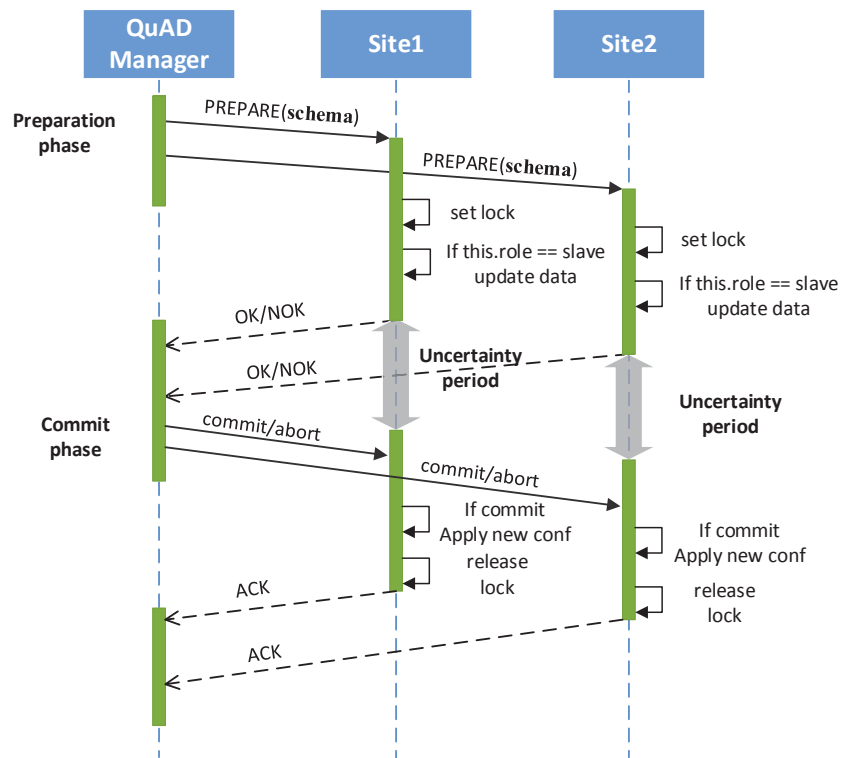 QuAD
Manager
Site1
Site2
Preparation
phase
PREPARE(schema)
PREPARE(schema)
set lock
If this.role == slave
update data
set lock
If this.role == slave
update data
OK/NOK
OK/NOK
Uncertainty
period
Uncertainty
period
Commit
phase
commit/abort
commit/abort
If commit
Apply new conf
release
lock
If commit
Apply new conf
release
lock
ACK
ACK